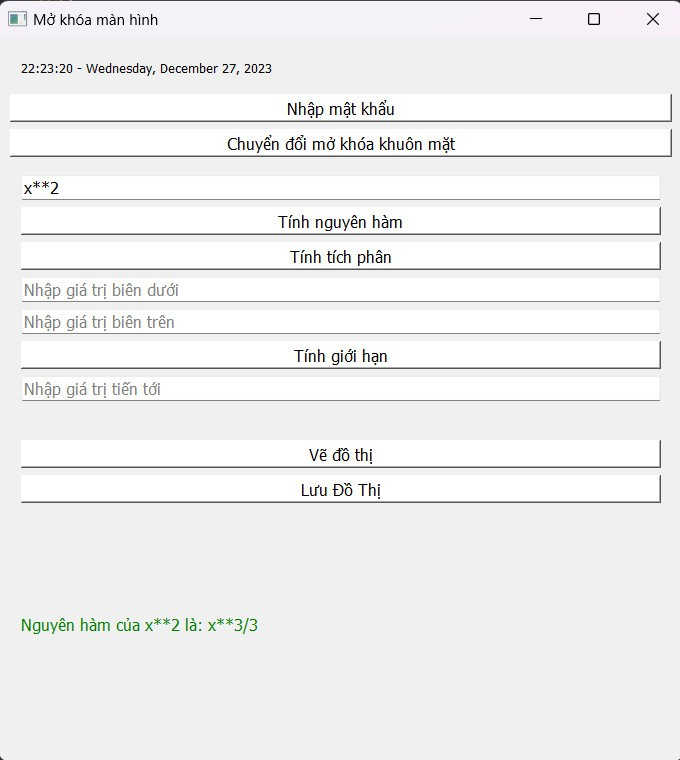 Mở khóa màn hình
22:23:20 - Wednesday, December 27, 2023
Nhập mật khẩu
Chuyển đổi mở khóa khuôn mặt
x**2
Tính nguyên hàm
Tính tích phân
Nhập giá trị biên dưới
Nhập giá trị biên trên
Tính giới hạn
Nhập giá trị tiến tới
Vẽ đồ thị
Lưu Đồ Thị
Nguyên hàm của x**2 là: x**3/3